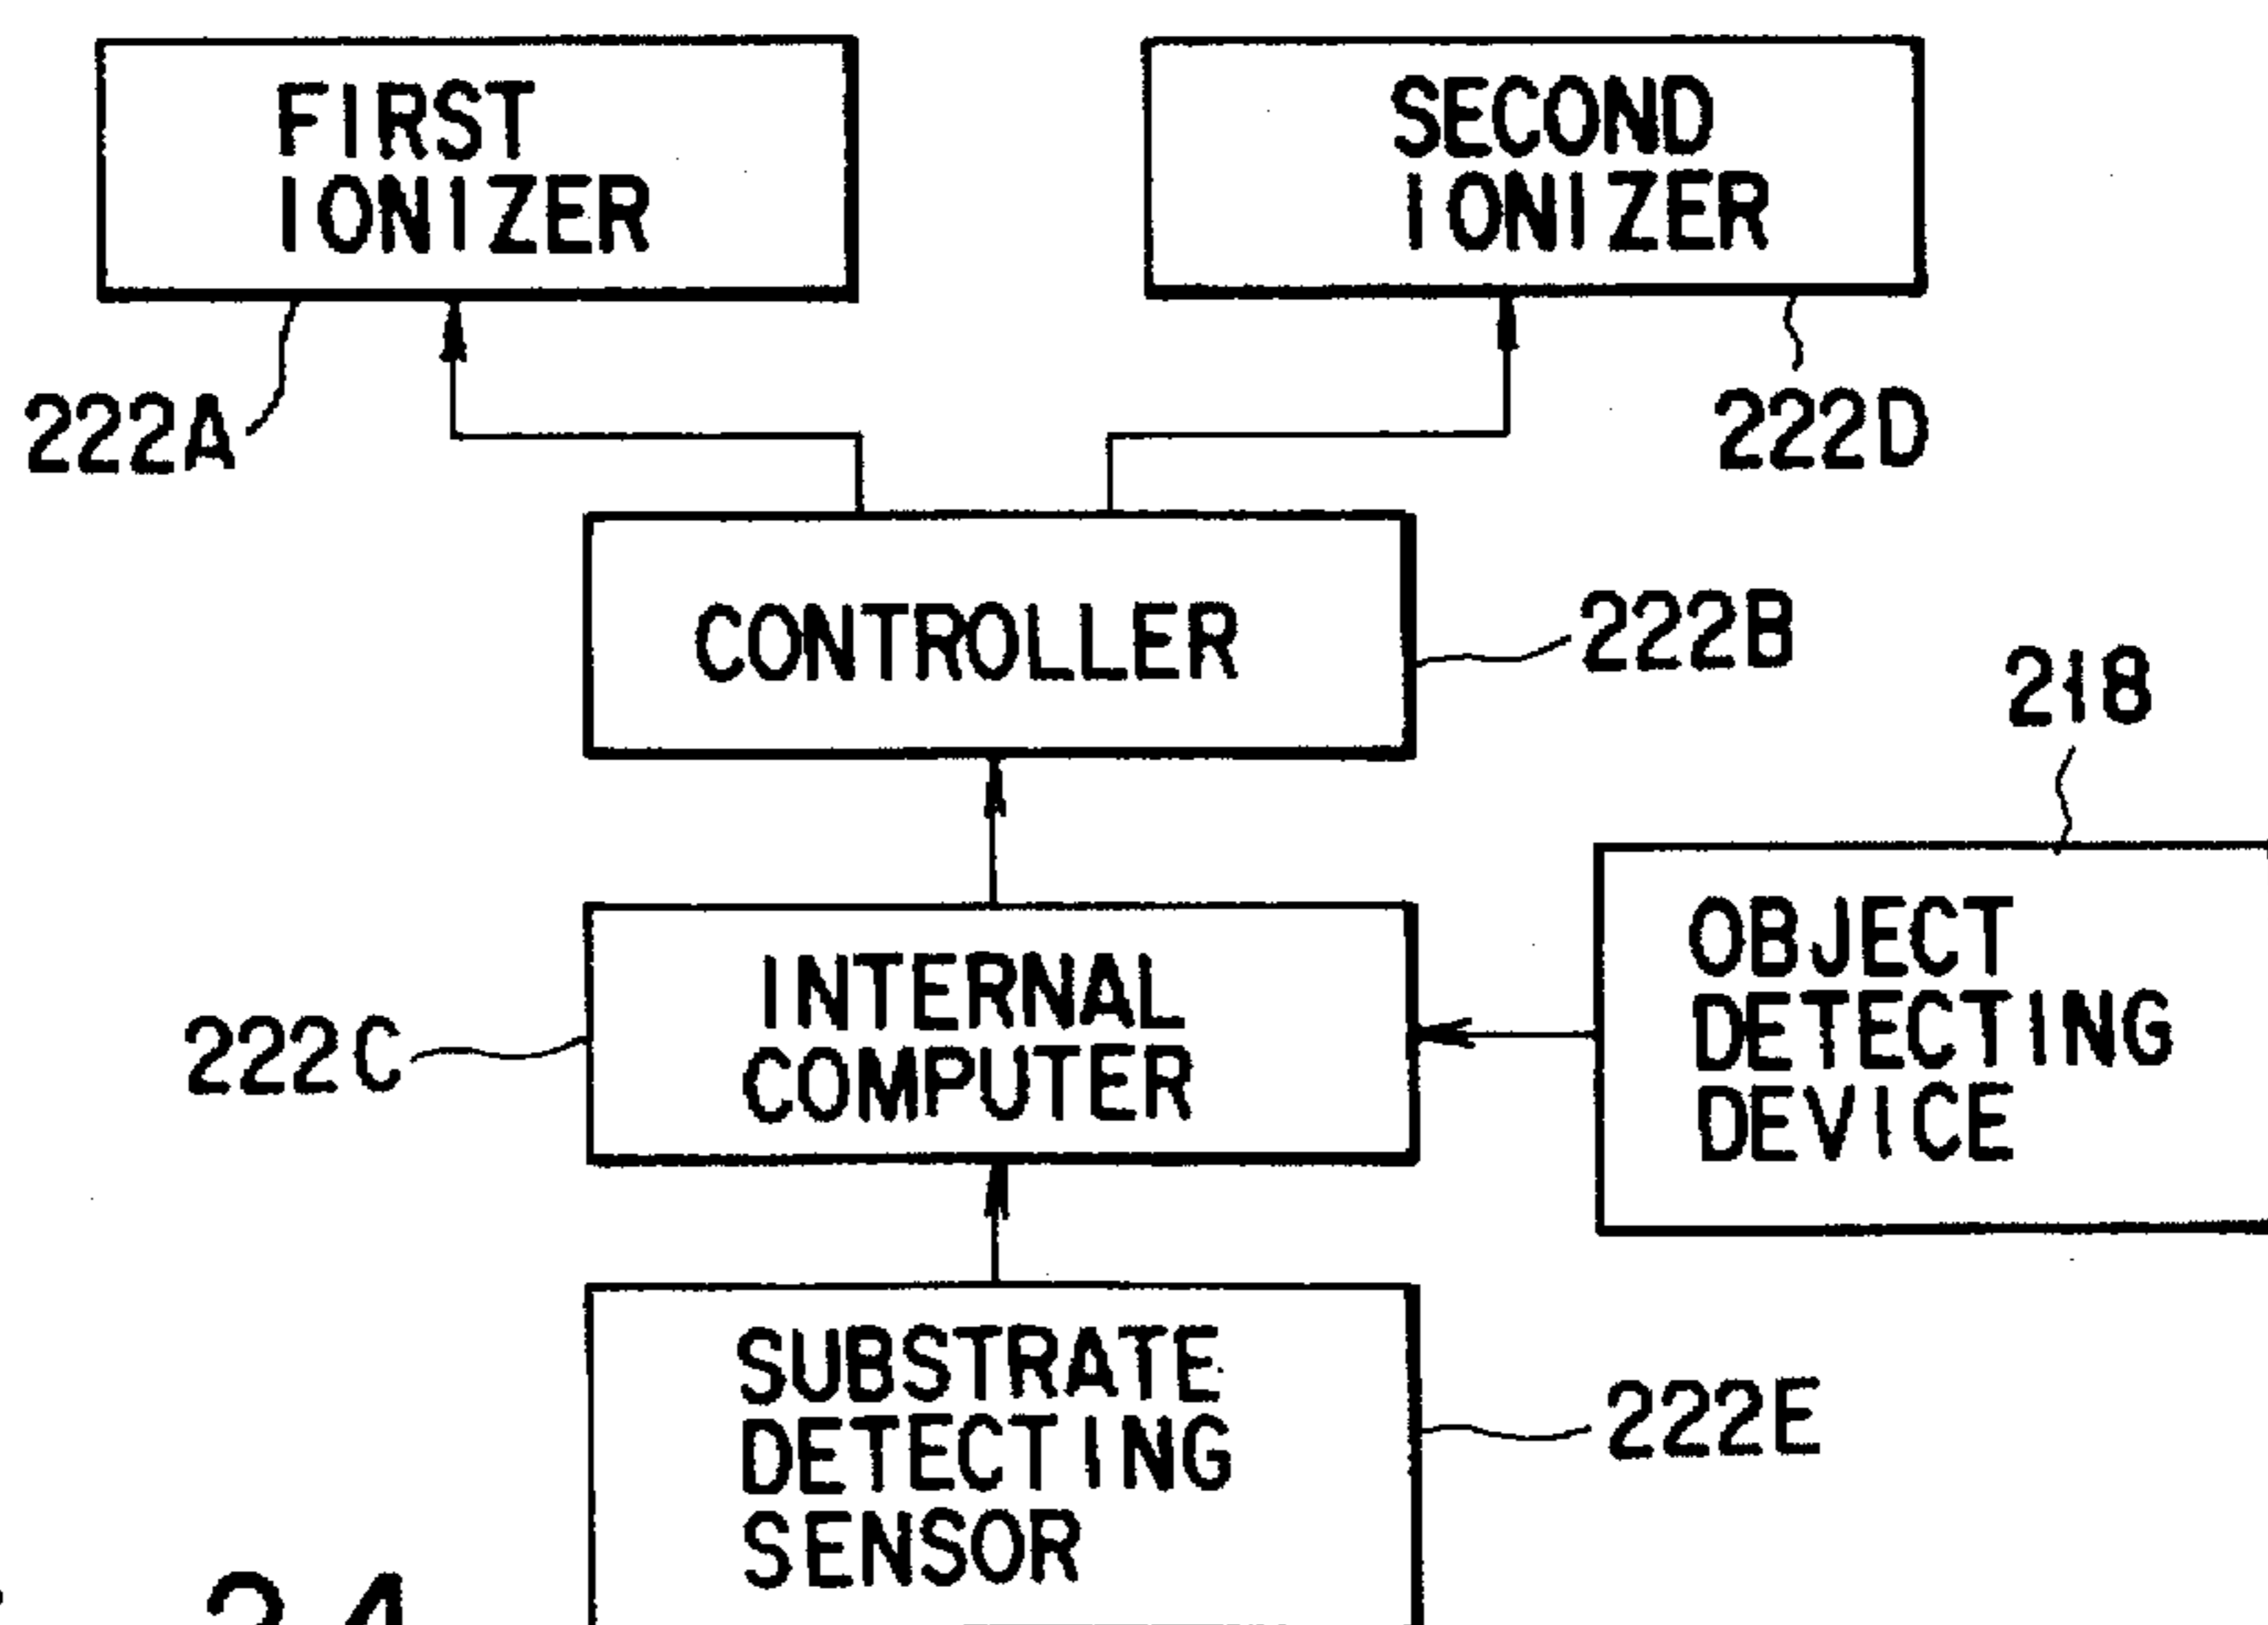 FIRST
IONIZER
SECOND
IONIZER
222A
222D
CONTROLLER
222B
218
INTERNAL
COMPUTER
222C
OBJECT
DETECTING
DEVICE
SUBSTRATE
DETECTING
SENSOR
222E